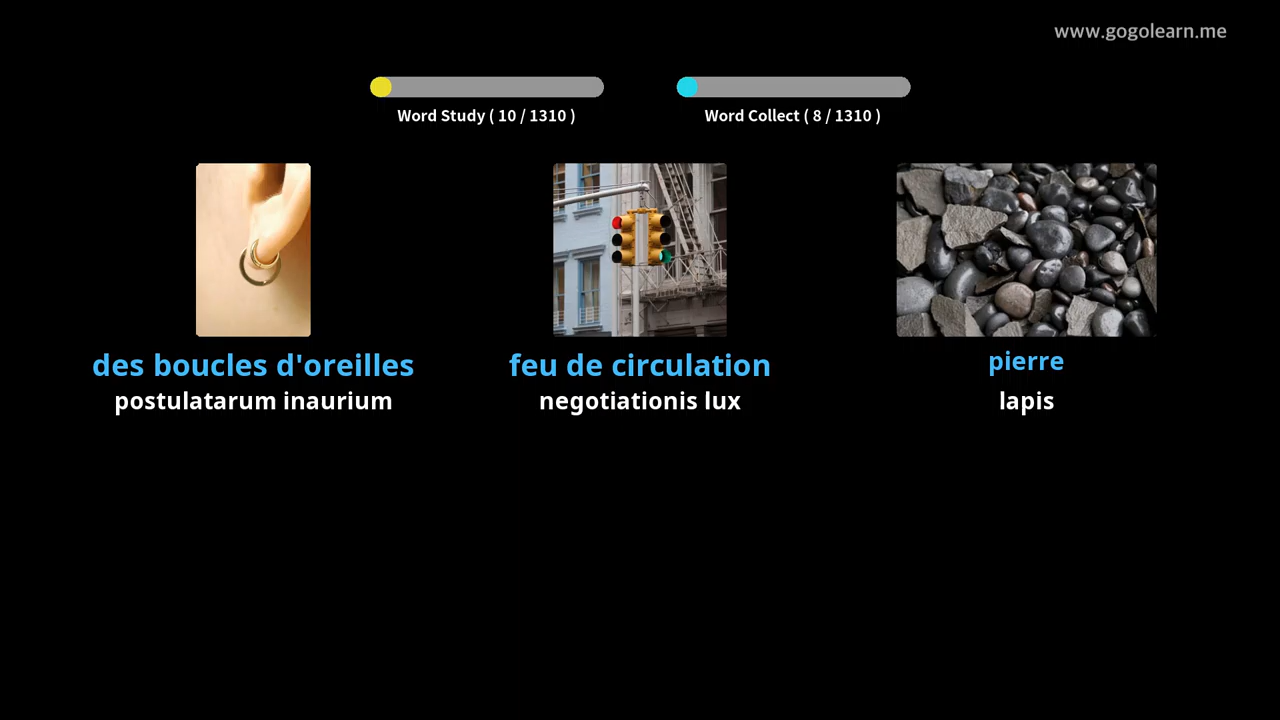 www.gogolearn.me
Word Study ( 10 / 1310 )
Word Collect ( 8 / 1310 )
des boucles d'oreilles
postulatarum inaurium
feu de circulation
negotiationis lux
pierre
lapis